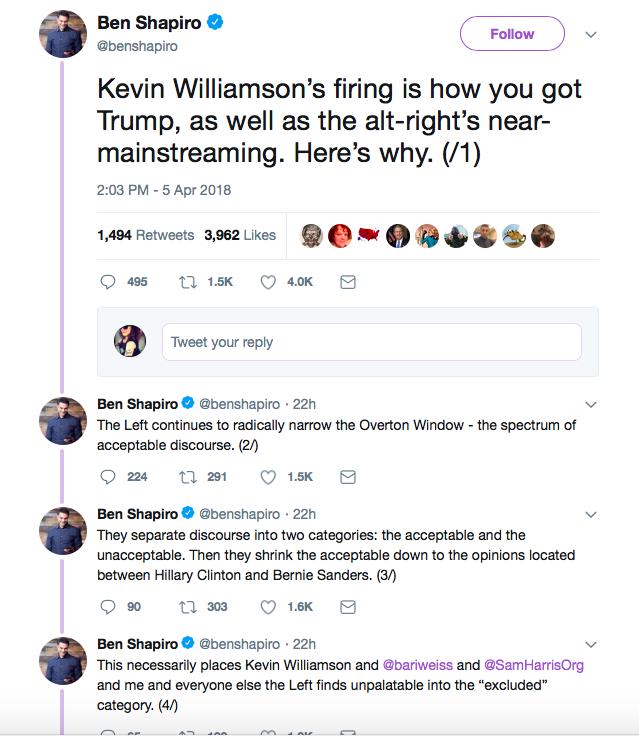 Ben Shapiro
@benshapiro
Follow
Kevin Williamson’s firing is how you got
Trump, as well as the alt-right’s near-
mainstreaming. Here’s why. (/1)
2:03 PM - 5 Apr 2018
1,494 Retweets 3,962 Likes
495 1.5K 4.0K
Tweet your reply
Ben Shapiro @benshapiro · 22h
The Left continues to radically narrow the Overton Window - the spectrum of
acceptable discourse. (2/)
224 291 1.5K
Ben Shapiro @benshapiro · 22h
They separate discourse into two categories: the acceptable and the
unacceptable. Then they shrink the acceptable down to the opinions located
between Hillary Clinton and Bernie Sanders. (3/)
90 303 1.6K
Ben Shapiro @benshapiro · 22h
This necessarily places Kevin Williamson and @bariweiss and @SamHarrisOrg
and me and everyone else the Left finds unpalatable into the “excluded”
category. (4/)